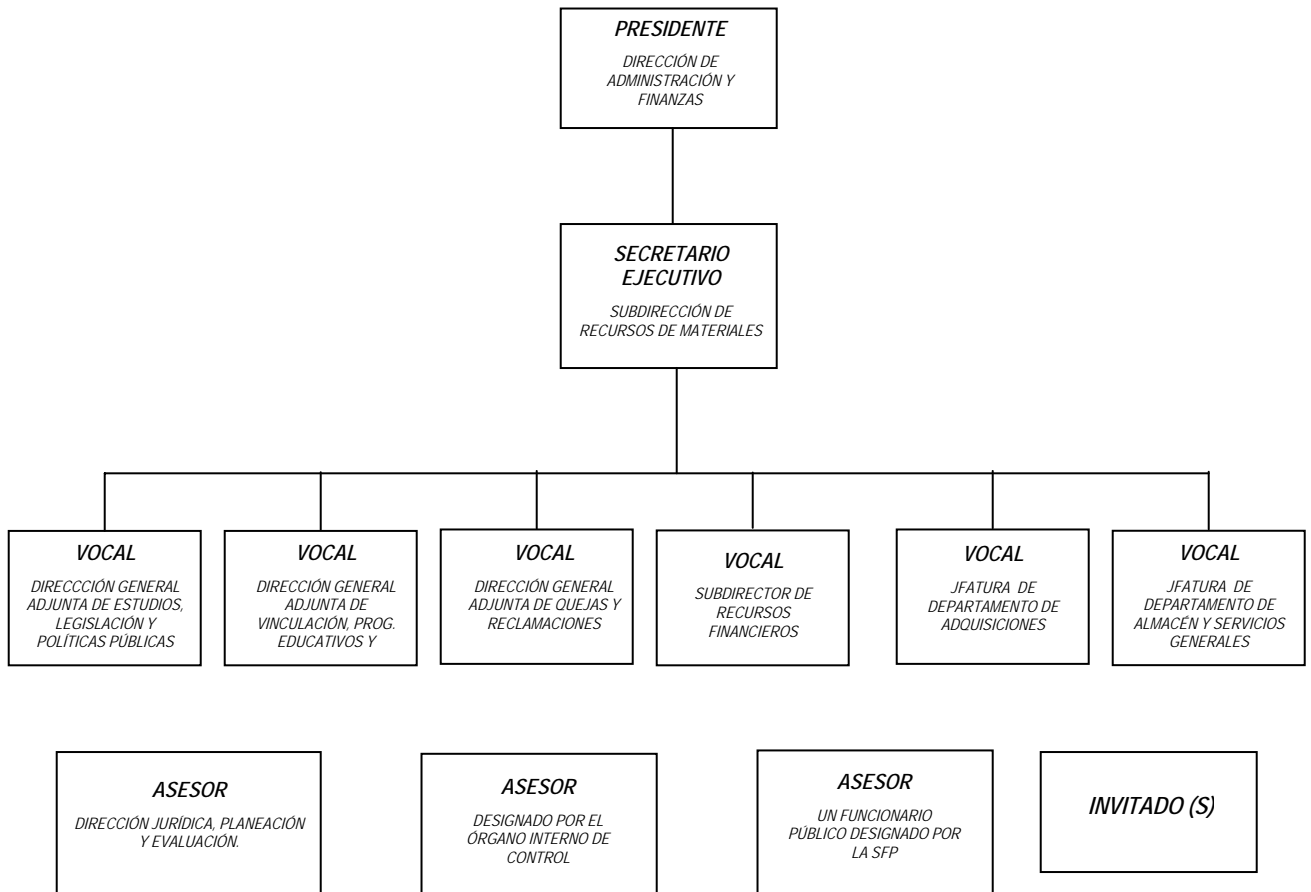 PRESIDENTE
DIRECCIÓN DE
ADMINISTRACIÓN Y
FINANZAS
SECRETARIO
EJECUTIVO
SUBDIRECCIÓN DE
RECURSOS DE MATERIALES
VOCAL
DIRECCCIÓN GENERAL
ADJUNTA DE ESTUDIOS,
LEGISLACIÓN Y
POLÍTICAS PÚBLICAS
VOCAL
DIRECCIÓN GENERAL
ADJUNTA DE
VINCULACIÓN, PROG.
EDUCATIVOS Y
VOCAL
DIRECCCIÓN GENERAL
ADJUNTA DE QUEJAS Y
RECLAMACIONES
VOCAL
SUBDIRECTOR DE
RECURSOS
FINANCIEROS
VOCAL
JFATURA DE
DEPARTAMENTO DE
ADQUISICIONES
VOCAL
JFATURA DE
DEPARTAMENTO DE
ALMACÉN Y SERVICIOS
GENERALES
ASESOR
DIRECCIÓN JURÍDICA, PLANEACIÓN
Y EVALUACIÓN.
ASESOR
DESIGNADO POR EL
ÓRGANO INTERNO DE
CONTROL
ASESOR
UN FUNCIONARIO
PÚBLICO DESIGNADO POR
LA SFP
INVITADO (S)